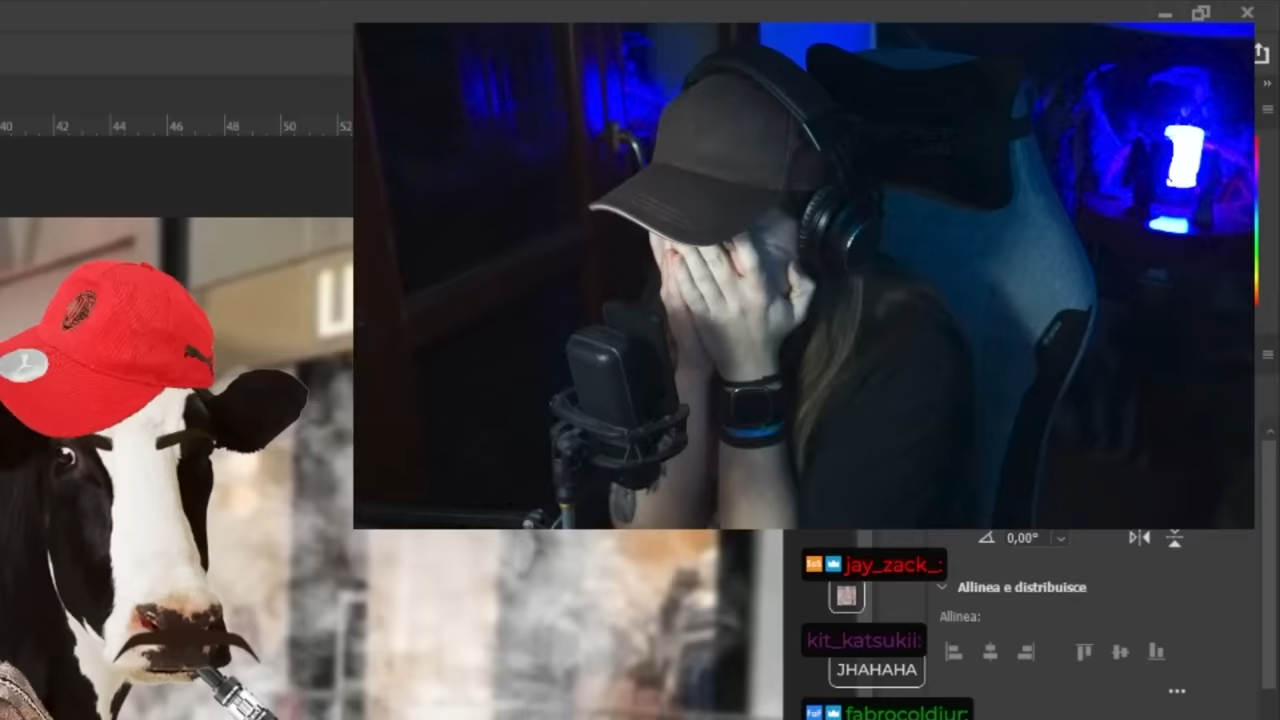 40 42 44 46 48 50 52
0,00°
jay_zack_:
Allinea e distribuisce
Allinea:
kit_katsukii:
JHAHAHA
fabrocoldiur: